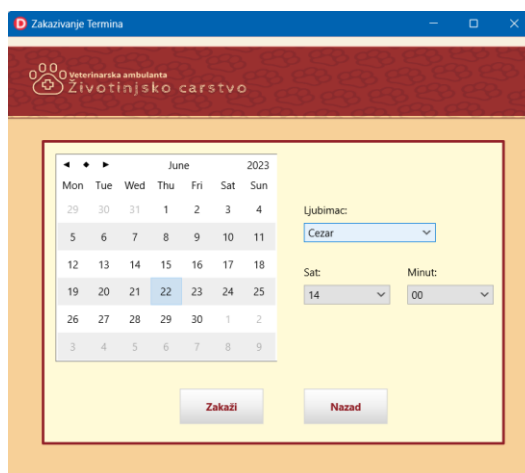 D Zakazivanje Termina
Veterinarska ambulanta
Životinjsko carstvo
June 2023
Mon Tue Wed Thu Fri Sat Sun
29 30 31 1 2 3 4
5 6 7 8 9 10 11
12 13 14 15 16 17 18
19 20 21 22 23 24 25
26 27 28 29 30 1 2
3 4 5 6 7 8 9
Ljubimac:
Cezar
Sat: Minut:
14 00
Zakaži Nazad